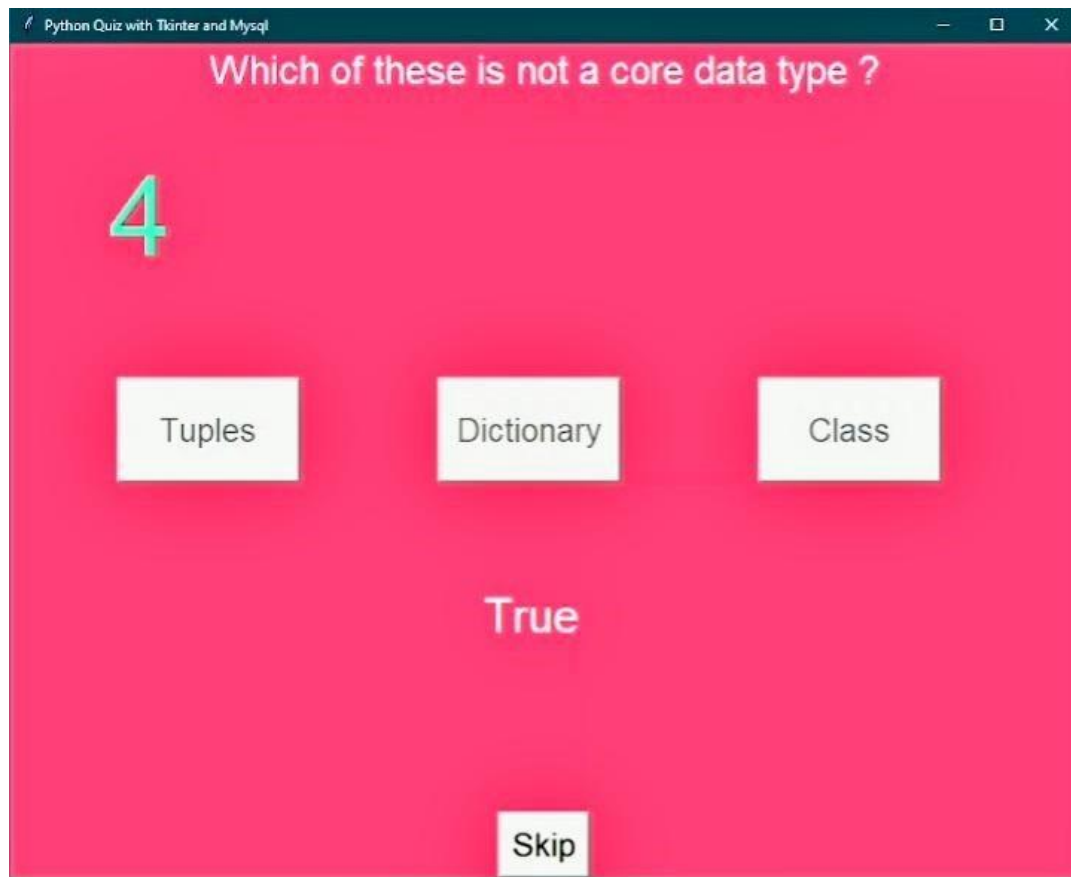 Python Quiz with Tkinter and Mysql
Which of these is not a core data type ?
4
Tuples
Dictionary
Class
True
Skip